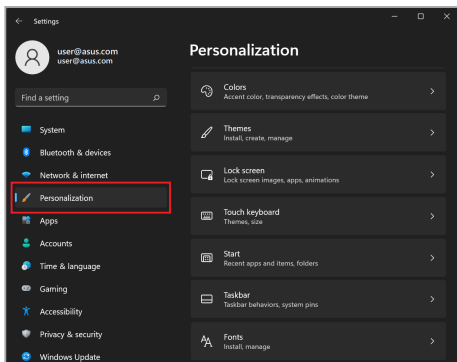 Settings
user@asus.com
user@asus.com
Find a setting
System
Bluetooth & devices
Network & internet
Personalization
Apps
Accounts
Time & language
Gaming
Accessibility
Privacy & security
Windows Update
Personalization
Colors
Accent color, transparency effects, color theme
Themes
Install, create, manage
Lock screen
Lock screen images, apps, animations
Touch keyboard
Themes, size
Start
Recent apps and items, folders
Taskbar
Taskbar behaviors, system pins
Fonts
Install, manage